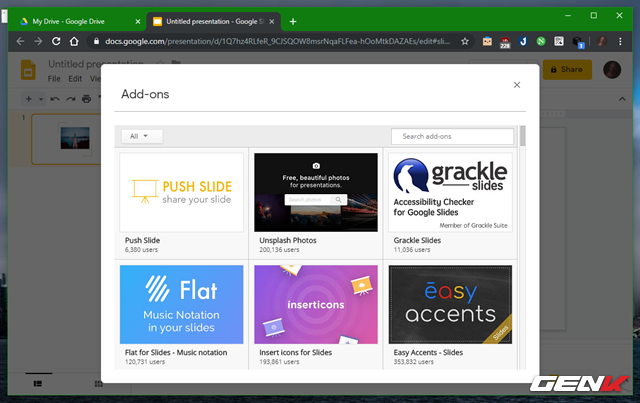 My Drive - Google Drive
Untitled presentation - Google S
docs.google.com/presentation/d/1Q7hz4RLfeR_9CJSQOW8msrNqaFLFea-hOoMtkDAZAEs/edit#sli...
228
1
Untitled presentation
File Edit View
Share
1
Add-ons
All
Search add-ons
PUSH SLIDE
share your slide
Free, beautiful photos
for presentations.
Search photos
grackle
slides
Accessibility Checker
for Google Slides
Member of Grackle Suite
Push Slide
6,380 users
Unsplash Photos
200,136 users
Grackle Slides
11,036 users
Flat
Music Notation
in your slides
inserticons
ēasy
accents
Slides
Flat for Slides - Music notation
120,731 users
Insert icons for Slides
193,861 users
Easy Accents - Slides
353,832 users
GENK